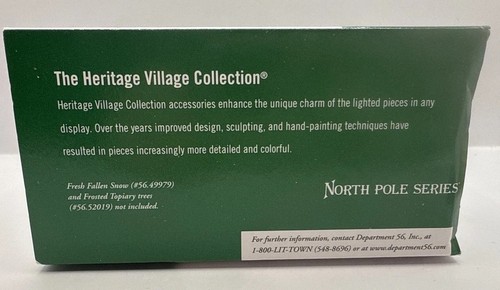 The Heritage Village Collection®
Heritage Village Collection accessories enhance the unique charm of the lighted pieces in any
display. Over the years improved design, sculpting, and hand-painting techniques have
resulted in pieces increasingly more detailed and colorful.
Fresh Fallen Snow (#56.49979)
and Frosted Topiary trees
(#56.52019) not included.
NORTH POLE SERIES
For further information, contact Department 56, Inc., at
1-800-LIT-TOWN (548-8696) or at www.department56.com